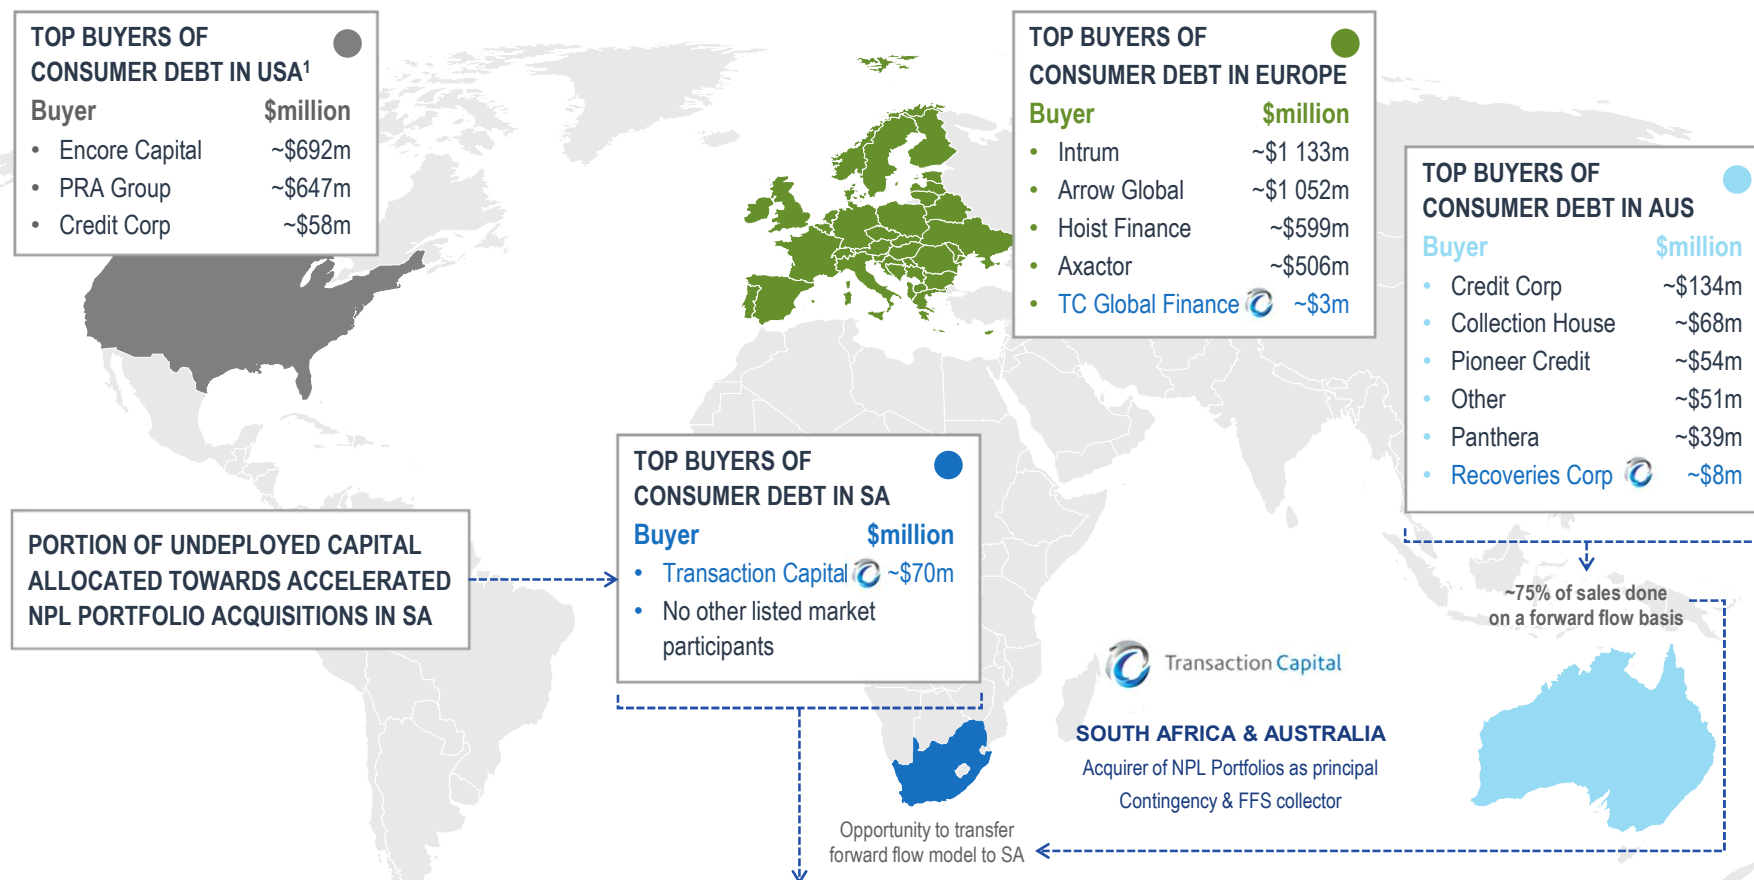 TOP BUYERS OF
CONSUMER DEBT IN USA¹
Buyer $million
• Encore Capital ~$692m
• PRA Group ~$647m
• Credit Corp ~$58m
TOP BUYERS OF
CONSUMER DEBT IN EUROPE
Buyer $million
• Intrum ~$1 133m
• Arrow Global ~$1 052m
• Hoist Finance ~$599m
• Axactor ~$506m
• TC Global Finance ~$3m
TOP BUYERS OF
CONSUMER DEBT IN AUS
Buyer $million
• Credit Corp ~$134m
• Collection House ~$68m
• Pioneer Credit ~$54m
• Other ~$51m
• Panthera ~$39m
• Recoveries Corp ~$8m
TOP BUYERS OF
CONSUMER DEBT IN SA
Buyer $million
• Transaction Capital ~$70m
• No other listed market
participants
PORTION OF UNDEPLOYED CAPITAL
ALLOCATED TOWARDS ACCELERATED
NPL PORTFOLIO ACQUISITIONS IN SA
~75% of sales done
on a forward flow basis
Transaction Capital
SOUTH AFRICA & AUSTRALIA
Acquirer of NPL Portfolios as principal
Contingency & FFS collector
Opportunity to transfer
forward flow model to SA